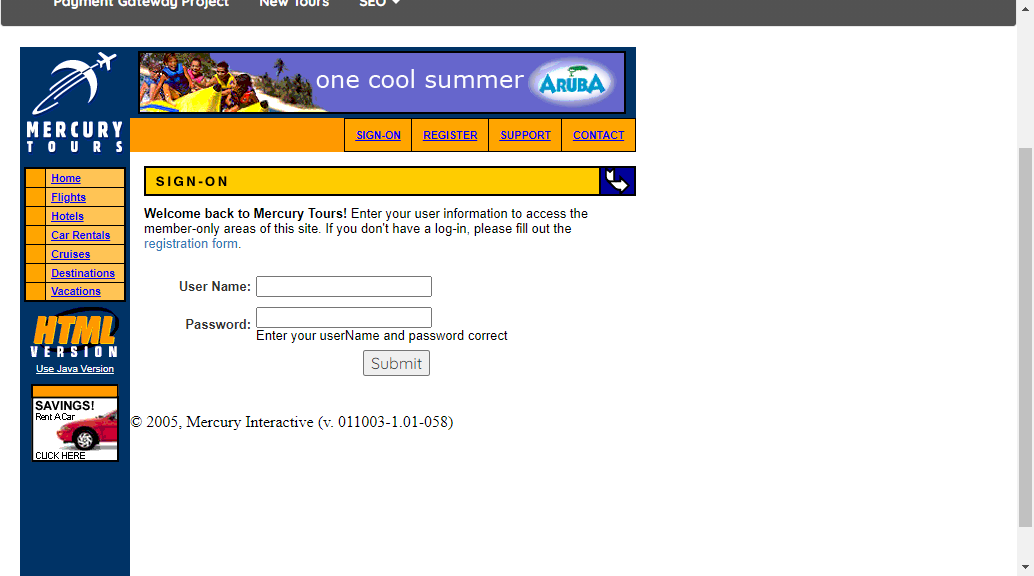 Payment Gateway Project New Tours SEO
one cool summer ARUBA
MERCURY
TOURS
SIGN-ON REGISTER SUPPORT CONTACT
SIGN-ON
Home
Flights
Hotels
Car Rentals
Cruises
Destinations
Vacations
Welcome back to Mercury Tours! Enter your user information to access the
member-only areas of this site. If you don't have a log-in, please fill out the
registration form.
User Name:
Password:
Enter your userName and password correct
Submit
HTML
VERSION
Use Java Version
SAVINGS!
Rent A Car
CLICK HERE
© 2005, Mercury Interactive (v. 011003-1.01-058)